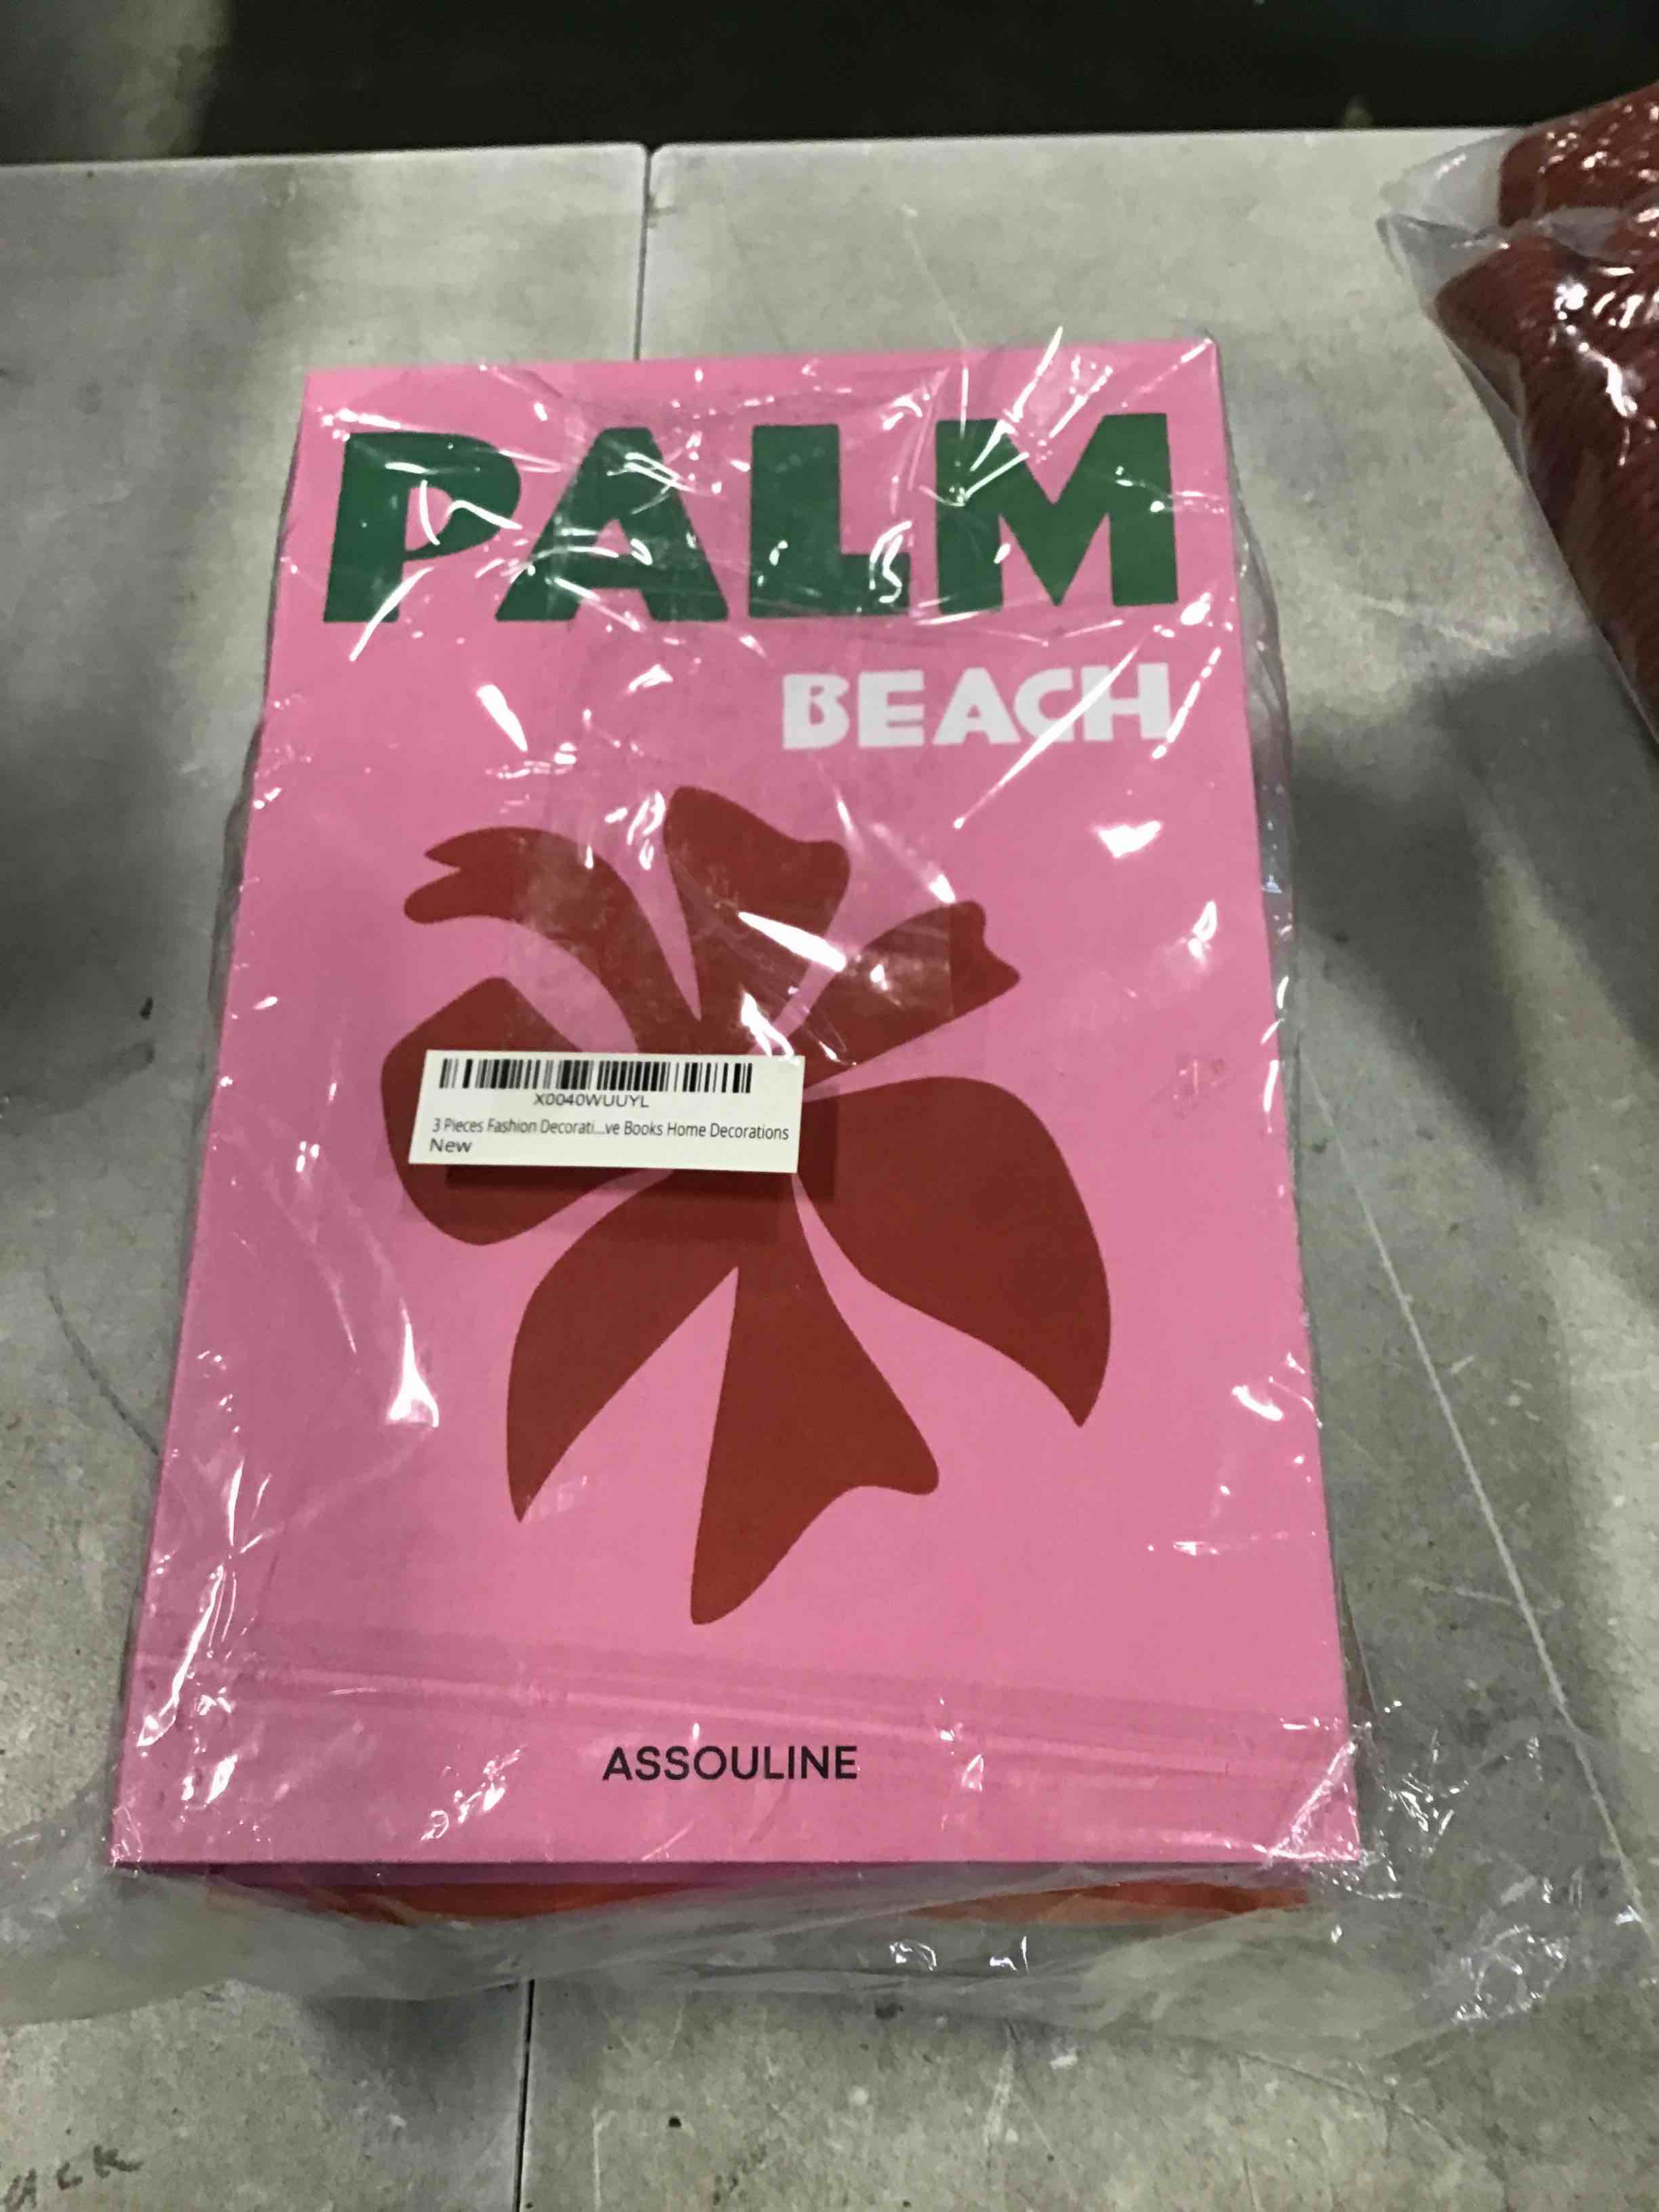 PALM
BEACH
X0040WUUYL
3 Pieces Fashion Decorati...ve Books Home Decorations
New
ASSOULINE